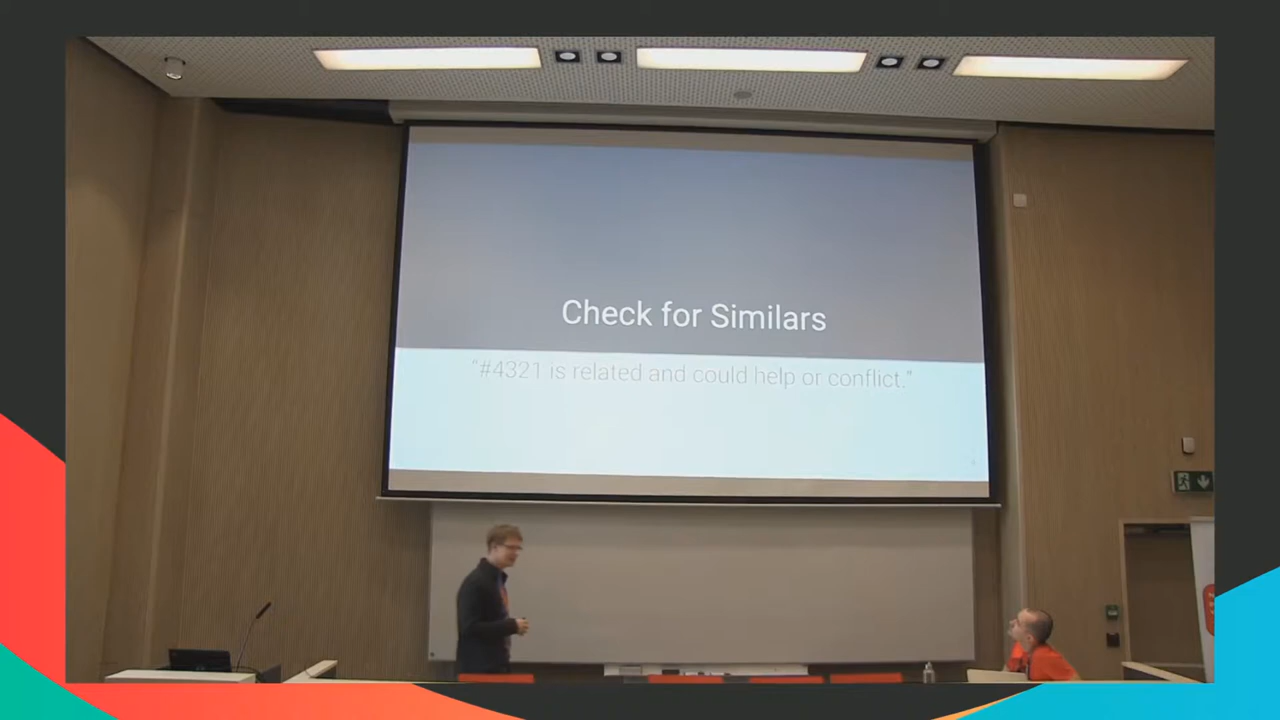 Check for Similars
“#4321 is related and could help or conflict.”